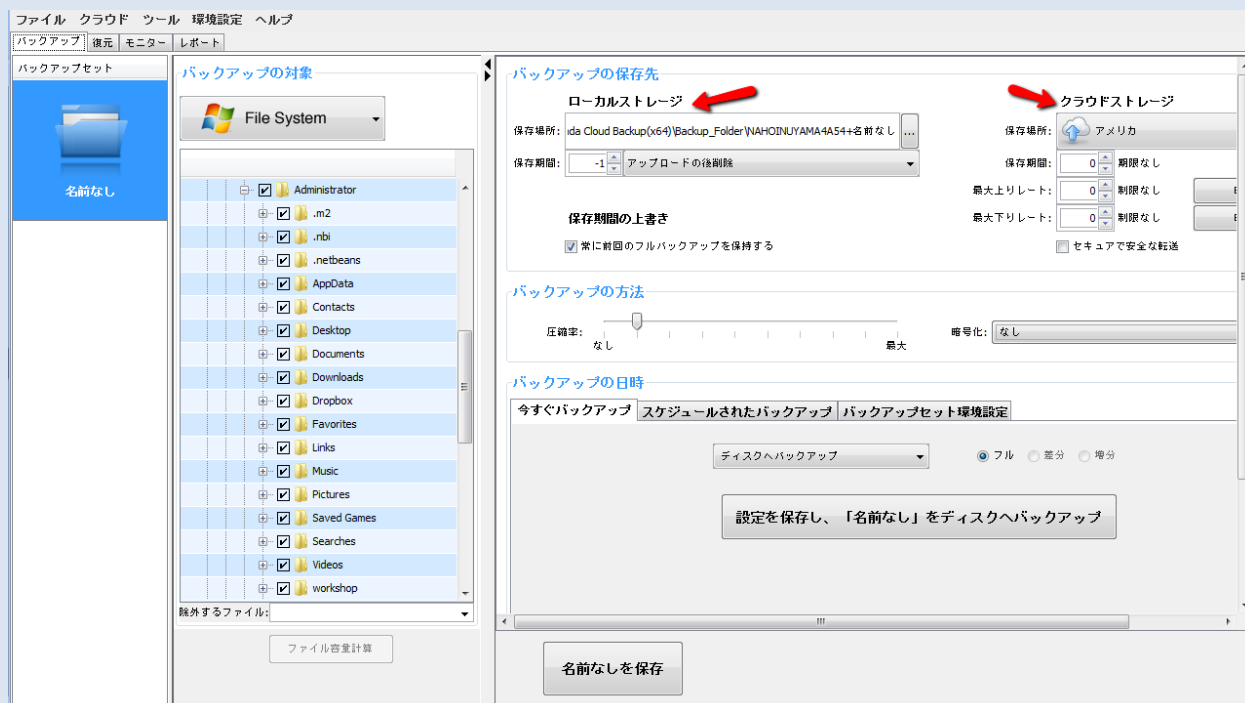 ファイル クラウド ツール 環境設定 ヘルプ
バックアップ 復元 モニター レポート
バックアップセット
名前なし
バックアップの対象
File System
Administrator
.m2
.nbi
.netbeans
AppData
Contacts
Desktop
Documents
Downloads
Dropbox
Favorites
Links
Music
Pictures
Saved Games
Searches
Videos
workshop
除外するファイル:
ファイル容量計算
バックアップの保存先
ローカルストレージ
保存場所: da Cloud Backup(x64)\Backup_Folder\NAHOINUYAMA4A54+名前なし ...
保存期間: -1 アップロードの後削除
保存期間の上書き
常に前回のフルバックアップを保持する
クラウドストレージ
保存場所: アメリカ
保存期間: 0 期限なし
最大上りレート: 0 制限なし
最大下りレート: 0 制限なし
セキュアで安全な転送
バックアップの方法
圧縮率:
なし 最大
暗号化: なし
バックアップの日時
今すぐバックアップ スケジュールされたバックアップ バックアップセット環境設定
ディスクへバックアップ フル 差分 増分
設定を保存し、「名前なし」をディスクへバックアップ
名前なしを保存